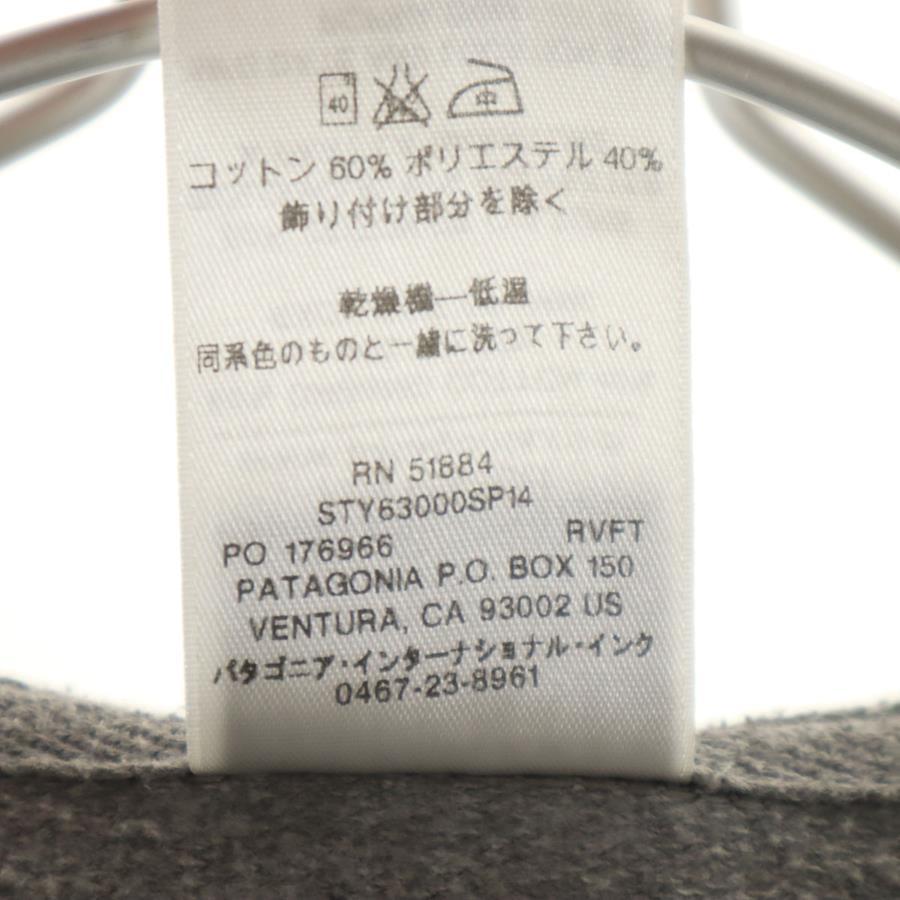 40 中
コットン 60% ポリエステル 40%
飾り付け部分を除く
乾燥機—低温
同系色のものと一緒に洗って下さい。
RN 51884
STY63000SP14
PO 176966 RVFT
PATAGONIA P.O. BOX 150
VENTURA, CA 93002 US
パタゴニア・インターナショナル・インク
0467-23-8961